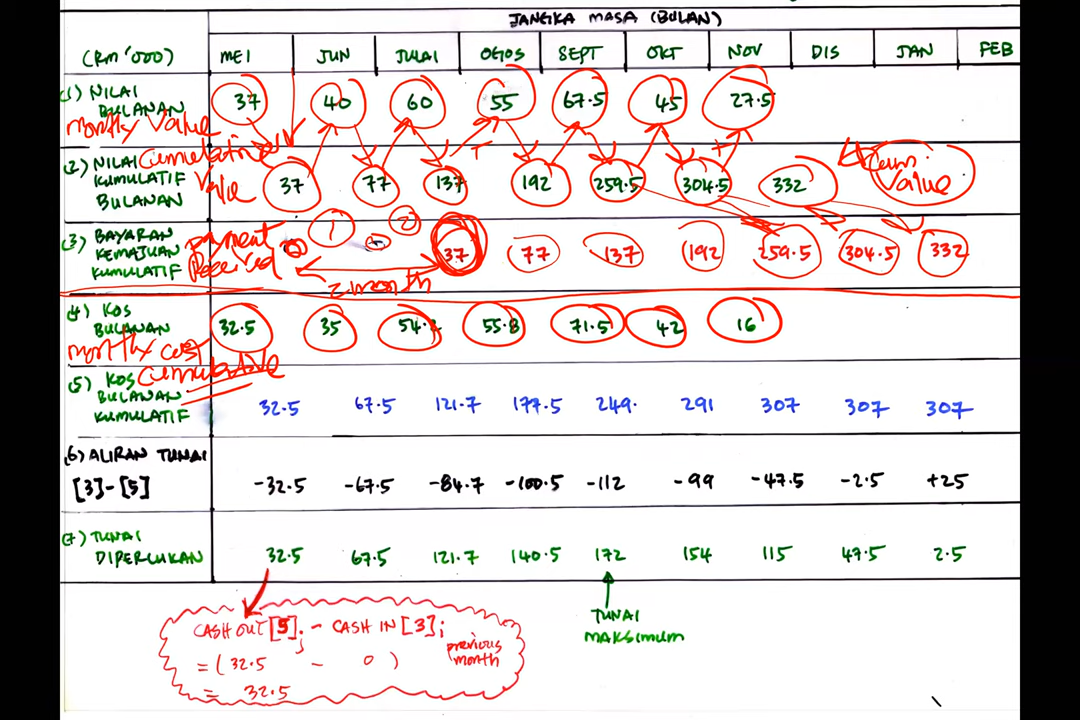 JANGKA MASA (BULAN)
(RM '000) MEI JUN JULAI OGOS SEPT OKT NOV DIS JAN FEB
(1) NILAI BULANAN 37 40 60 55 67.5 45 27.5
monthly value
(2) NILAI KUMULATIF BULANAN 37 77 137 192 259.5 304.5 332
cumulative value
cum. value
(3) BAYARAN KEMAJUAN KUMULATIF 37 77 137 192 259.5 304.5 332
payment received
1 2
2 month
(4) KOS BULANAN 32.5 35 54.2 55.8 71.5 42 16
monthly cost
cumulative
(5) KOS BULANAN KUMULATIF 32.5 67.5 121.7 177.5 249. 291 307 307 307
(6) ALIRAN TUNAI [3]-[5] -32.5 -67.5 -84.7 -100.5 -112 -99 -47.5 -2.5 +25
(7) TUNAI DIPERLUKAN 32.5 67.5 121.7 140.5 172 154 115 47.5 2.5
CASH OUT [5]j - CASH IN [3]j previous month
= (32.5 - 0)
= 32.5
TUNAI
MAKSIMUM